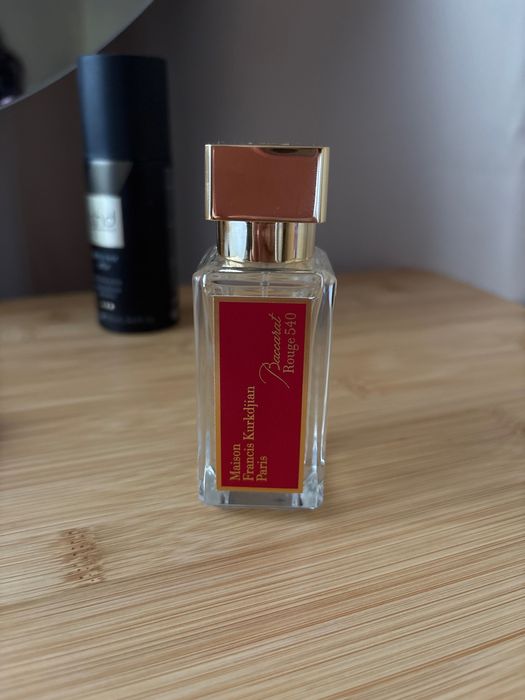 Baccarat
Rouge 540
Maison
Francis Kurkdjian
Paris